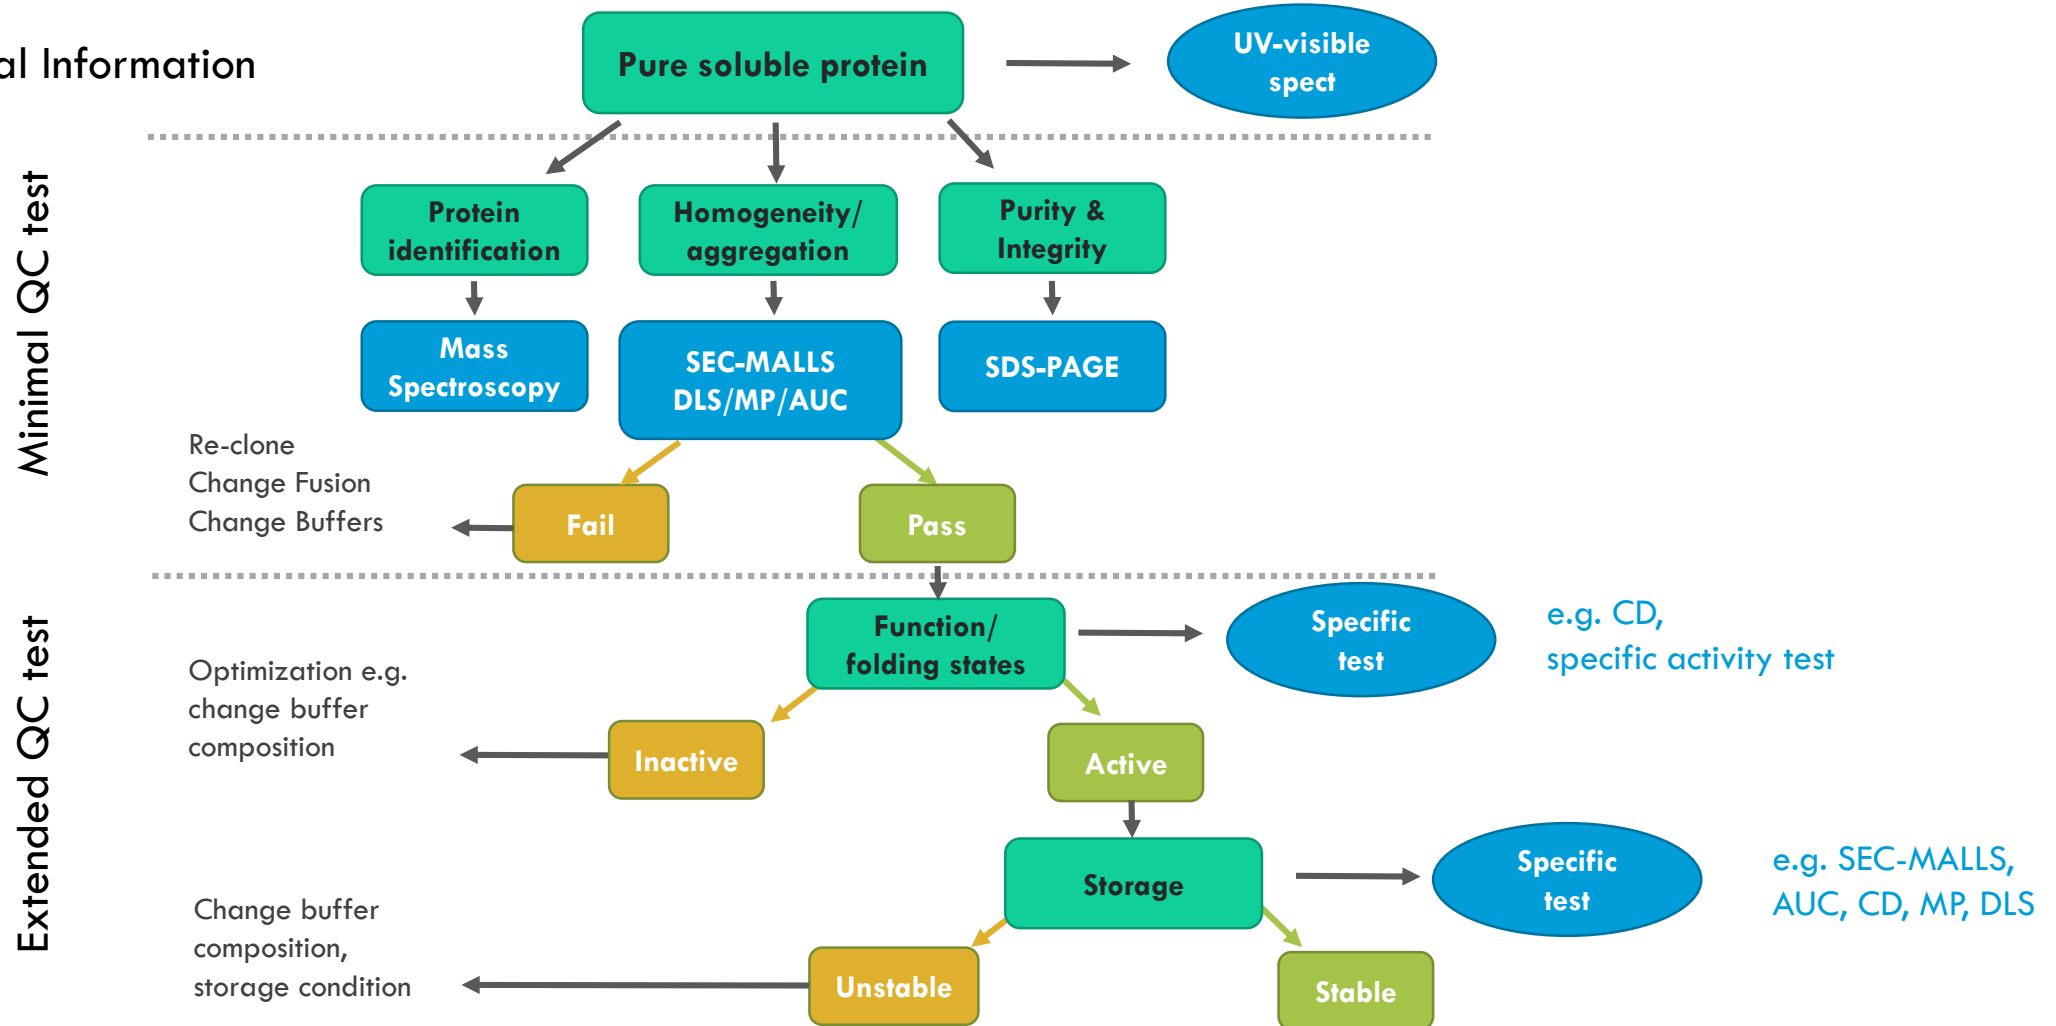 al Information
Pure soluble protein
UV-visible
spect
Minimal QC test
Protein
identification
Homogeneity/
aggregation
Purity &
Integrity
Mass
Spectroscopy
SEC-MALLS
DLS/MP/AUC
SDS-PAGE
Re-clone
Change Fusion
Change Buffers
Fail
Pass
Extended QC test
Function/
folding states
Specific
test
e.g. CD,
specific activity test
Optimization e.g.
change buffer
composition
Inactive
Active
Storage
Specific
test
e.g. SEC-MALLS,
AUC, CD, MP, DLS
Change buffer
composition,
storage condition
Unstable
Stable